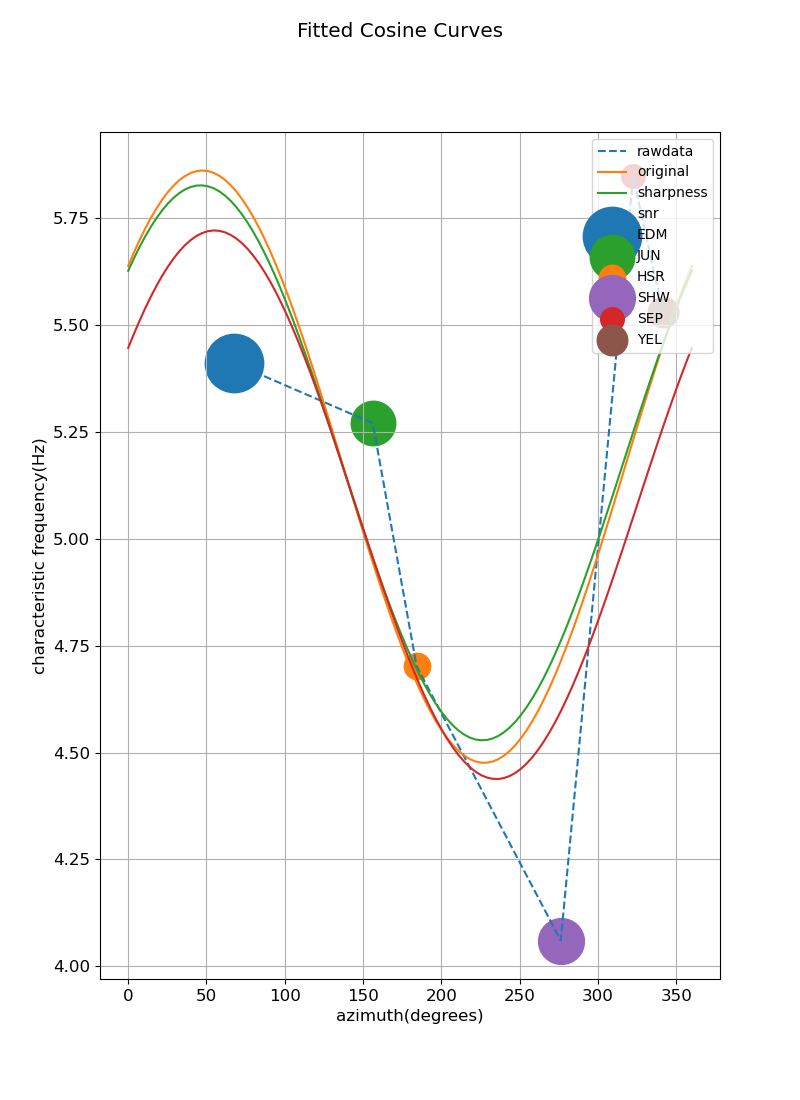 Fitted Cosine Curves
rawdata
original
sharpness
snr
EDM
JUN
HSR
SHW
SEP
YEL
5.75
5.50
5.25
5.00
4.75
4.50
4.25
4.00
characteristic frequency(Hz)
0 50 100 150 200 250 300 350
azimuth(degrees)